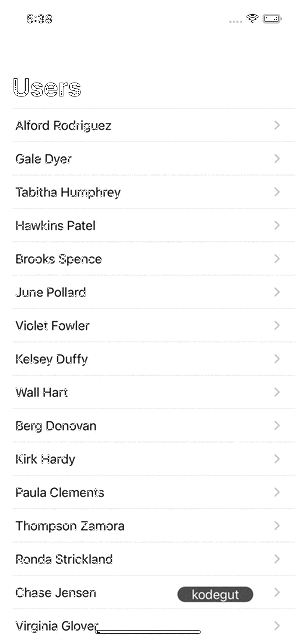 5:36
Users
Alford Rodriguez
Gale Dyer
Tabitha Humphrey
Hawkins Patel
Brooks Spence
June Pollard
Violet Fowler
Kelsey Duffy
Wall Hart
Berg Donovan
Kirk Hardy
Paula Clements
Thompson Zamora
Ronda Strickland
Chase Jensen
kodegut
Virginia Glover